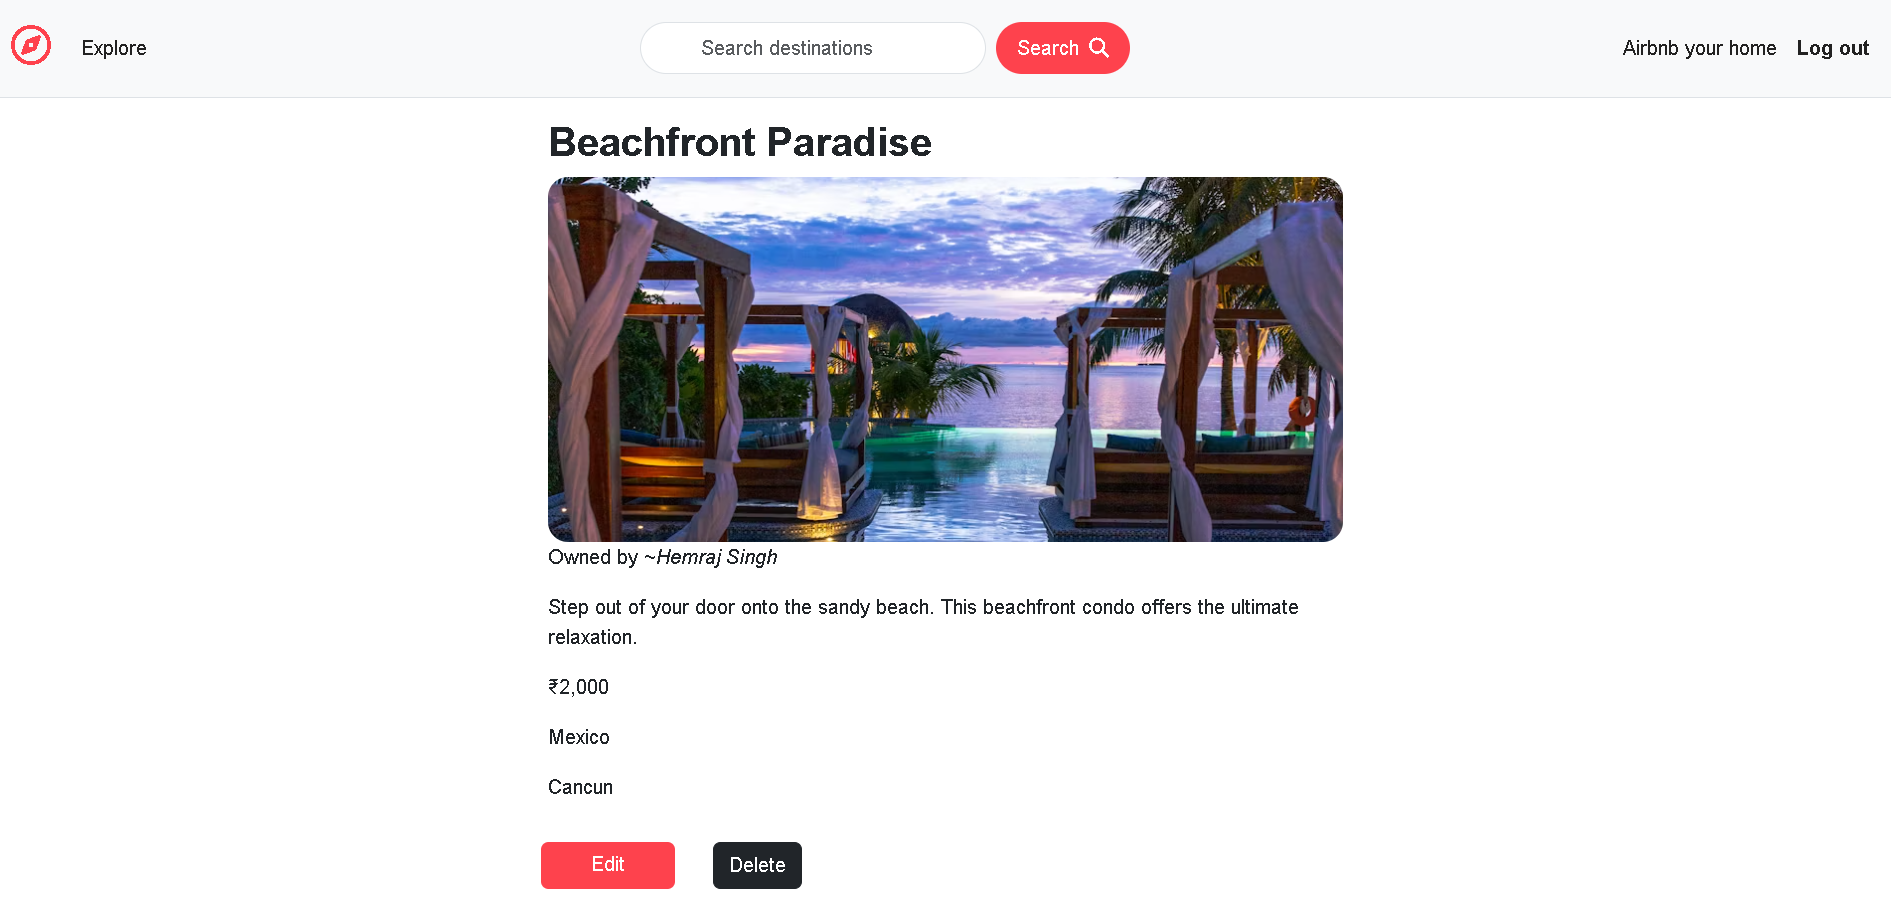 Explore
Search destinations
Search
Airbnb your home
Log out
Beachfront Paradise
Owned by ~Hemraj Singh
Step out of your door onto the sandy beach. This beachfront condo offers the ultimate
relaxation.
₹2,000
Mexico
Cancun
Edit
Delete